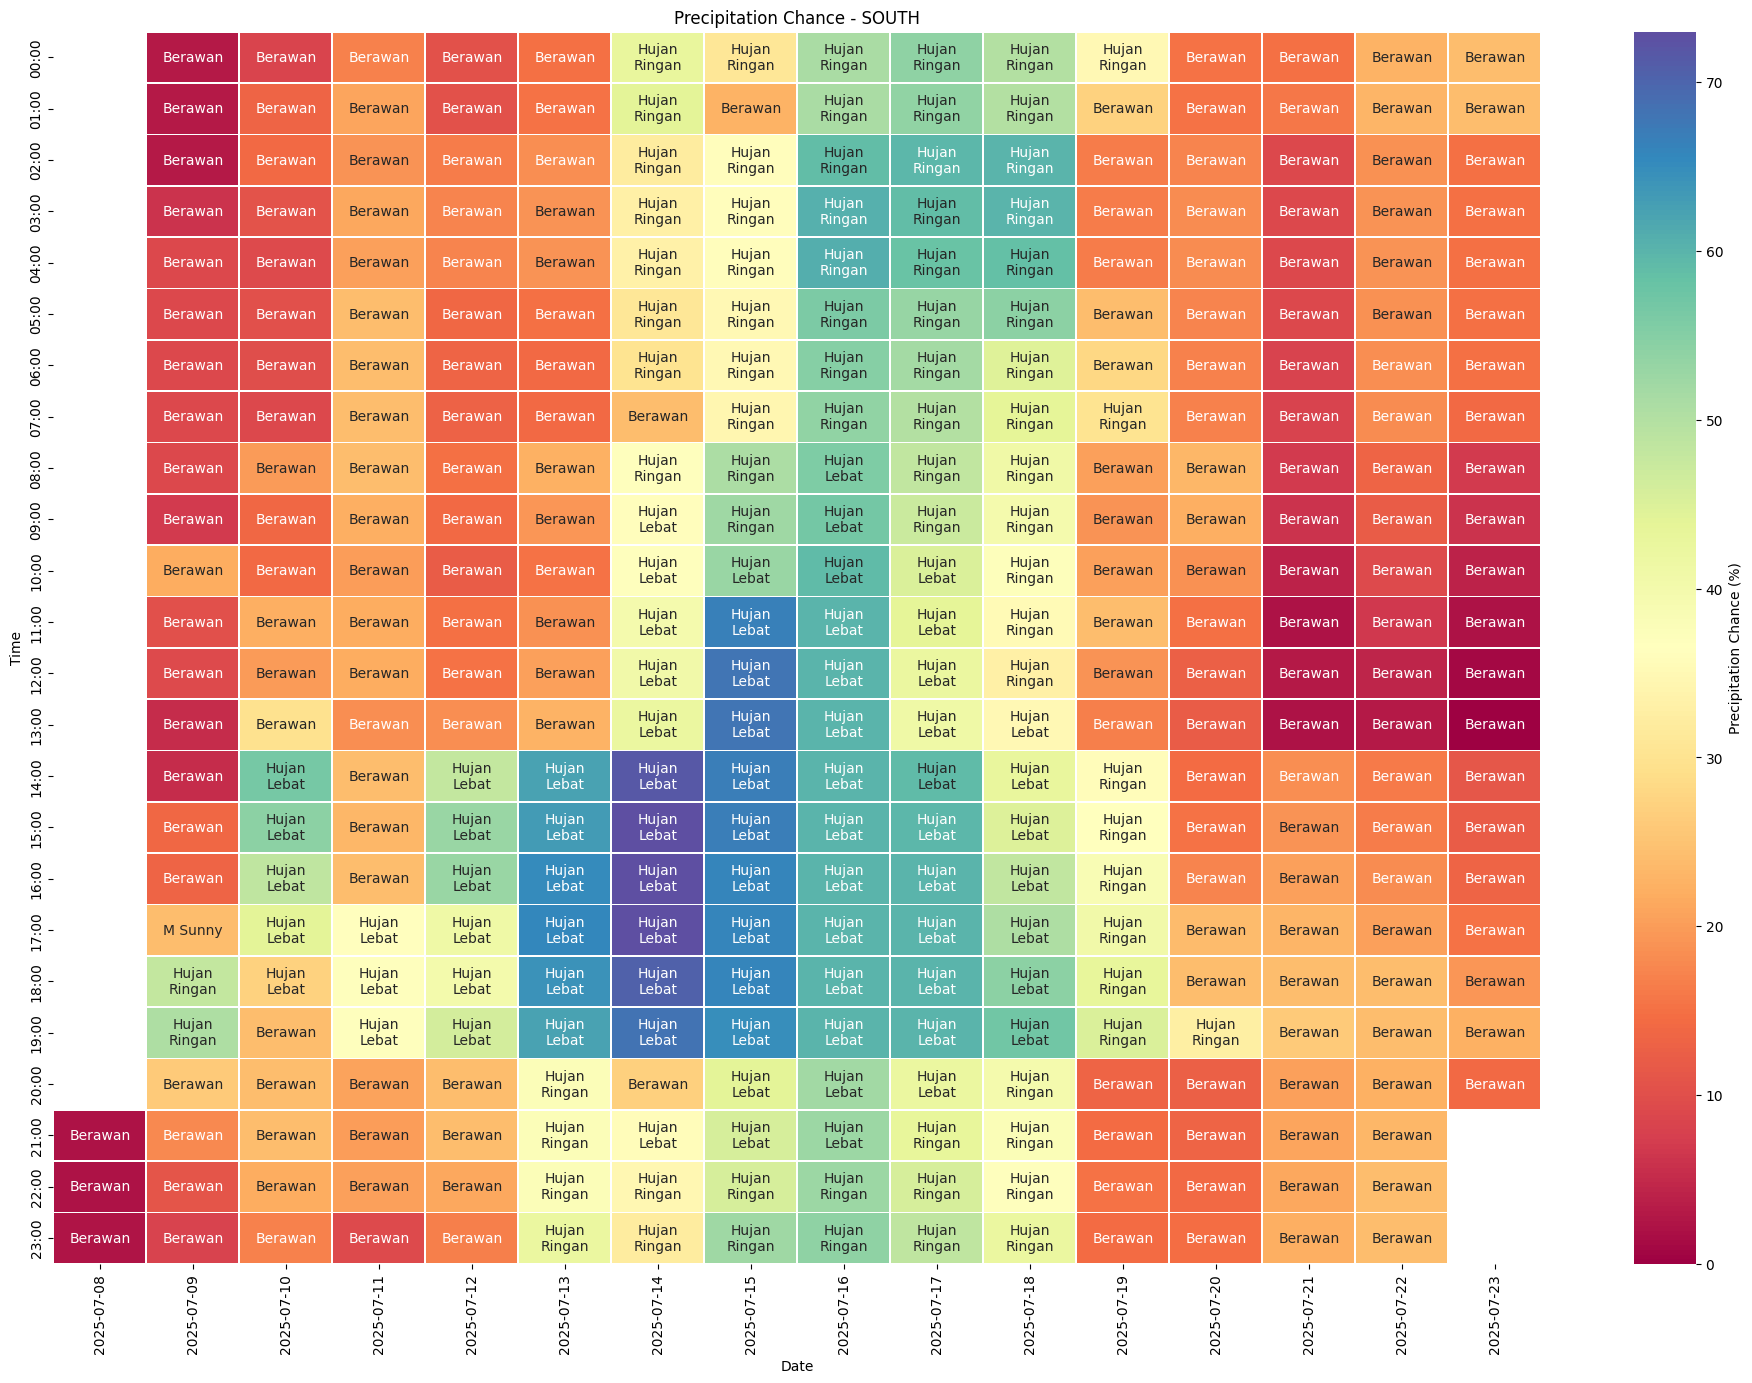 Precipitation Chance - SOUTH
00:00 Berawan Berawan Berawan Berawan Berawan Hujan Ringan Hujan Ringan Hujan Ringan Hujan Ringan Hujan Ringan Hujan Ringan Berawan Berawan Berawan Berawan
01:00 Berawan Berawan Berawan Berawan Berawan Hujan Ringan Berawan Hujan Ringan Hujan Ringan Hujan Ringan Berawan Berawan Berawan Berawan Berawan
02:00 Berawan Berawan Berawan Berawan Berawan Hujan Ringan Hujan Ringan Hujan Ringan Hujan Ringan Hujan Ringan Berawan Berawan Berawan Berawan Berawan
03:00 Berawan Berawan Berawan Berawan Berawan Hujan Ringan Hujan Ringan Hujan Ringan Hujan Ringan Hujan Ringan Berawan Berawan Berawan Berawan Berawan
04:00 Berawan Berawan Berawan Berawan Berawan Hujan Ringan Hujan Ringan Hujan Ringan Hujan Ringan Hujan Ringan Berawan Berawan Berawan Berawan Berawan
05:00 Berawan Berawan Berawan Berawan Berawan Hujan Ringan Hujan Ringan Hujan Ringan Hujan Ringan Hujan Ringan Berawan Berawan Berawan Berawan Berawan
06:00 Berawan Berawan Berawan Berawan Berawan Hujan Ringan Hujan Ringan Hujan Ringan Hujan Ringan Hujan Ringan Berawan Berawan Berawan Berawan Berawan
07:00 Berawan Berawan Berawan Berawan Berawan Berawan Hujan Ringan Hujan Ringan Hujan Ringan Hujan Ringan Hujan Ringan Berawan Berawan Berawan Berawan
08:00 Berawan Berawan Berawan Berawan Berawan Hujan Ringan Hujan Ringan Hujan Lebat Hujan Ringan Hujan Ringan Berawan Berawan Berawan Berawan Berawan
09:00 Berawan Berawan Berawan Berawan Berawan Hujan Lebat Hujan Ringan Hujan Lebat Hujan Ringan Hujan Ringan Berawan Berawan Berawan Berawan Berawan
10:00 Berawan Berawan Berawan Berawan Berawan Hujan Lebat Hujan Lebat Hujan Lebat Hujan Lebat Hujan Ringan Berawan Berawan Berawan Berawan Berawan
11:00 Berawan Berawan Berawan Berawan Berawan Hujan Lebat Hujan Lebat Hujan Lebat Hujan Lebat Hujan Ringan Berawan Berawan Berawan Berawan Berawan
12:00 Berawan Berawan Berawan Berawan Berawan Hujan Lebat Hujan Lebat Hujan Lebat Hujan Lebat Hujan Ringan Berawan Berawan Berawan Berawan Berawan
13:00 Berawan Berawan Berawan Berawan Berawan Hujan Lebat Hujan Lebat Hujan Lebat Hujan Lebat Hujan Lebat Berawan Berawan Berawan Berawan Berawan
14:00 Berawan Hujan Lebat Berawan Hujan Lebat Hujan Lebat Hujan Lebat Hujan Lebat Hujan Lebat Hujan Lebat Hujan Lebat Hujan Ringan Berawan Berawan Berawan Berawan
15:00 Berawan Hujan Lebat Berawan Hujan Lebat Hujan Lebat Hujan Lebat Hujan Lebat Hujan Lebat Hujan Lebat Hujan Lebat Hujan Ringan Berawan Berawan Berawan Berawan
16:00 Berawan Hujan Lebat Berawan Hujan Lebat Hujan Lebat Hujan Lebat Hujan Lebat Hujan Lebat Hujan Lebat Hujan Lebat Hujan Ringan Berawan Berawan Berawan Berawan
17:00 M Sunny Hujan Lebat Hujan Lebat Hujan Lebat Hujan Lebat Hujan Lebat Hujan Lebat Hujan Lebat Hujan Lebat Hujan Lebat Hujan Ringan Berawan Berawan Berawan Berawan
18:00 Hujan Ringan Hujan Lebat Hujan Lebat Hujan Lebat Hujan Lebat Hujan Lebat Hujan Lebat Hujan Lebat Hujan Lebat Hujan Lebat Hujan Ringan Berawan Berawan Berawan Berawan
19:00 Hujan Ringan Berawan Hujan Lebat Hujan Lebat Hujan Lebat Hujan Lebat Hujan Lebat Hujan Lebat Hujan Lebat Hujan Lebat Hujan Ringan Hujan Ringan Berawan Berawan Berawan
20:00 Berawan Berawan Berawan Berawan Hujan Ringan Berawan Hujan Lebat Hujan Lebat Hujan Lebat Hujan Ringan Berawan Berawan Berawan Berawan Berawan
21:00 Berawan Berawan Berawan Berawan Berawan Hujan Ringan Hujan Lebat Hujan Lebat Hujan Lebat Hujan Ringan Hujan Ringan Berawan Berawan Berawan Berawan
22:00 Berawan Berawan Berawan Berawan Berawan Hujan Ringan Hujan Ringan Hujan Ringan Hujan Ringan Hujan Ringan Hujan Ringan Berawan Berawan Berawan Berawan
23:00 Berawan Berawan Berawan Berawan Berawan Hujan Ringan Hujan Ringan Hujan Ringan Hujan Ringan Hujan Ringan Hujan Ringan Berawan Berawan Berawan Berawan
Time
2025-07-08 2025-07-09 2025-07-10 2025-07-11 2025-07-12 2025-07-13 2025-07-14 2025-07-15 2025-07-16 2025-07-17 2025-07-18 2025-07-19 2025-07-20 2025-07-21 2025-07-22 2025-07-23
Date
70
60
50
40
30
20
10
0
Precipitation Chance (%)